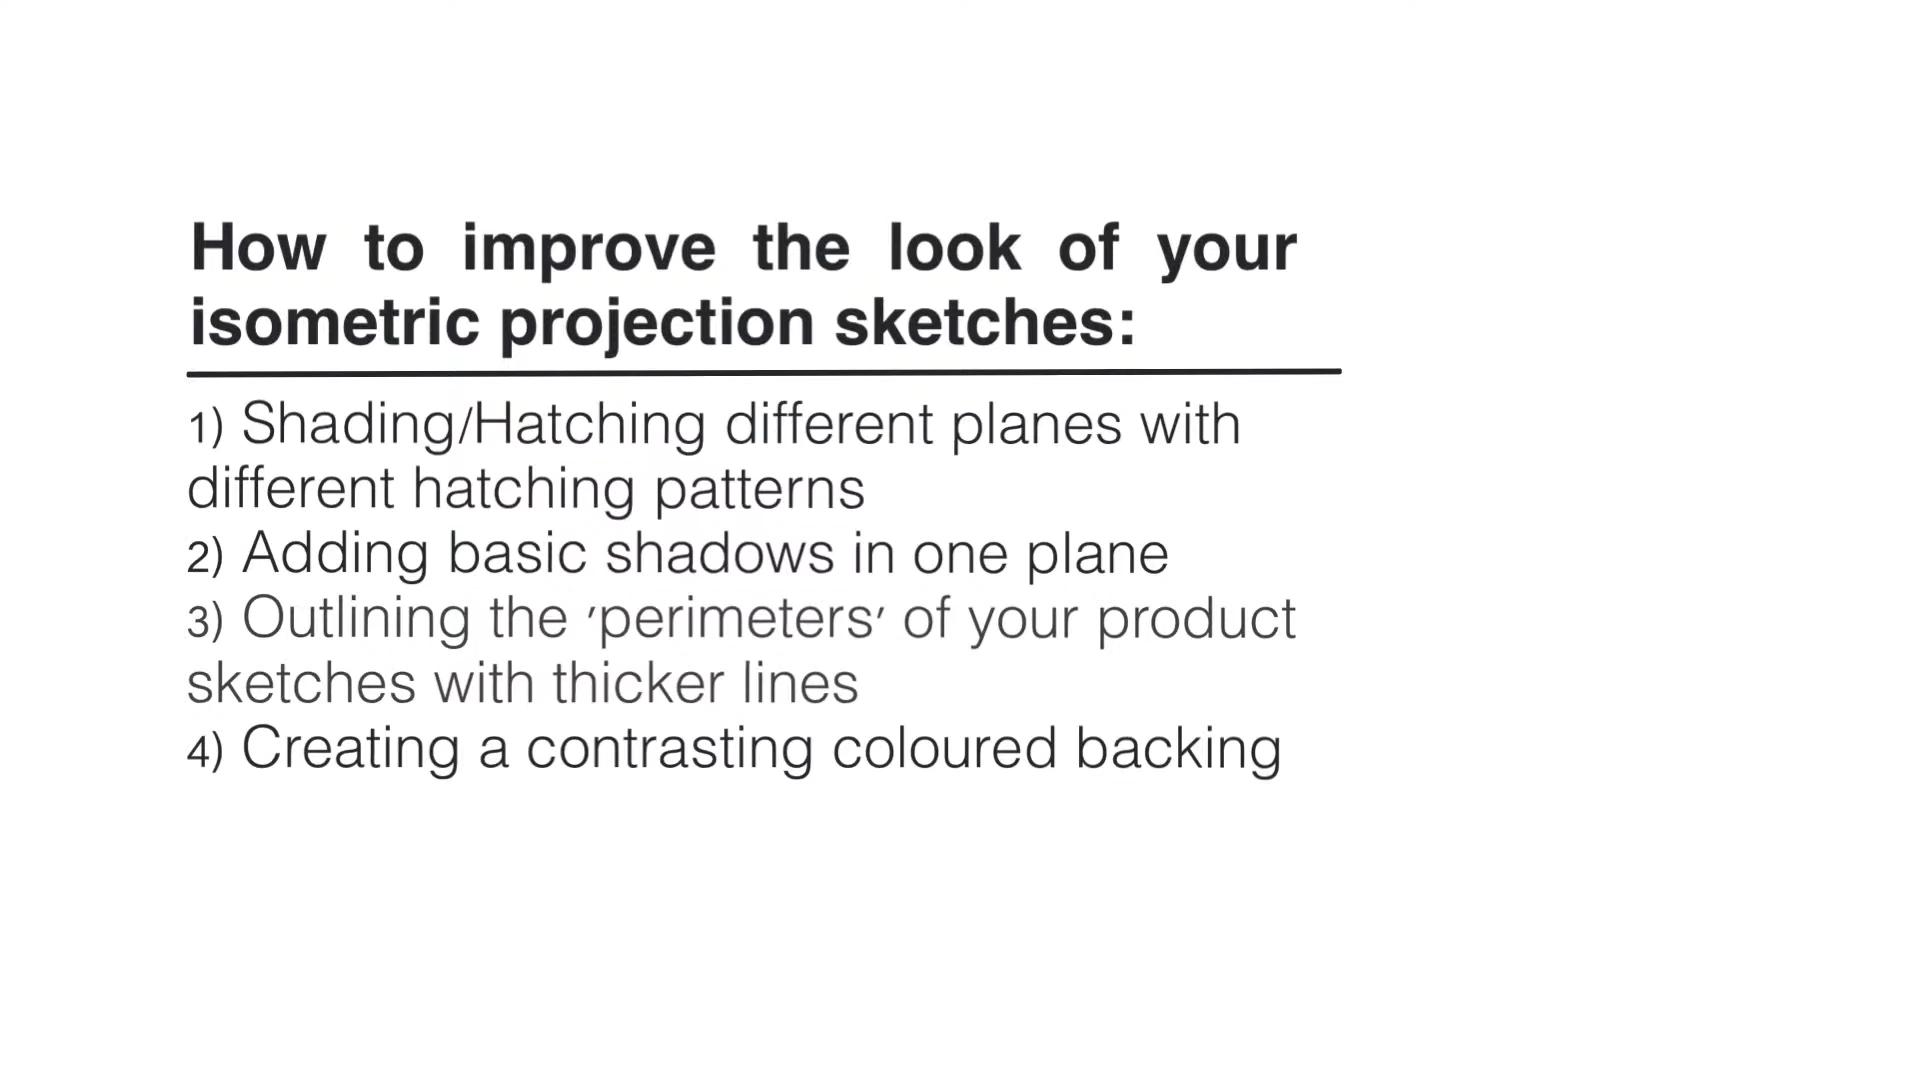 How to improve the look of your
isometric projection sketches:
1) Shading/Hatching different planes with
different hatching patterns
2) Adding basic shadows in one plane
3) Outlining the 'perimeters' of your product
sketches with thicker lines
4) Creating a contrasting coloured backing